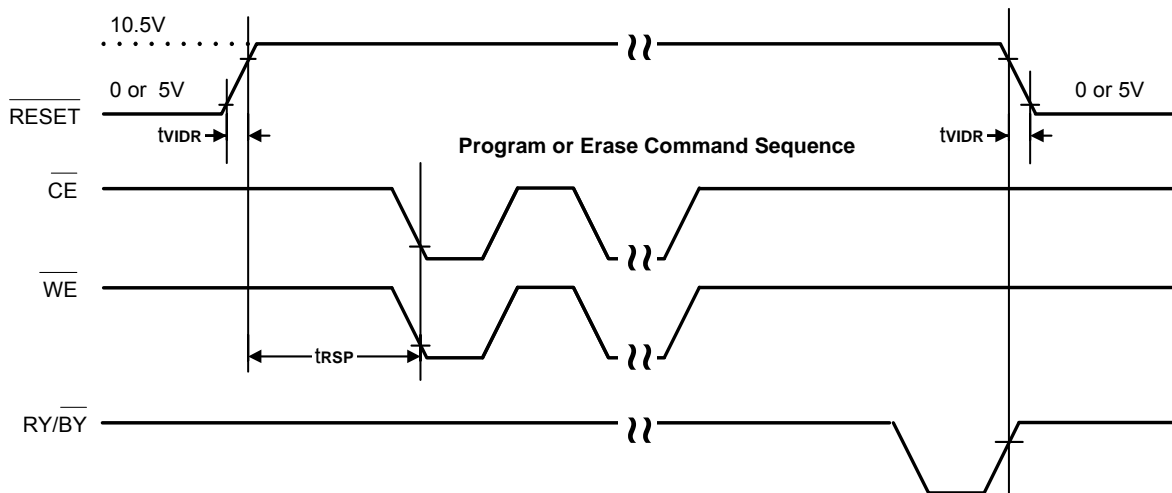 10.5V
0 or 5V
0 or 5V
RESET
tVIDR
tVIDR
Program or Erase Command Sequence
CE
WE
tRSP
RY/BY